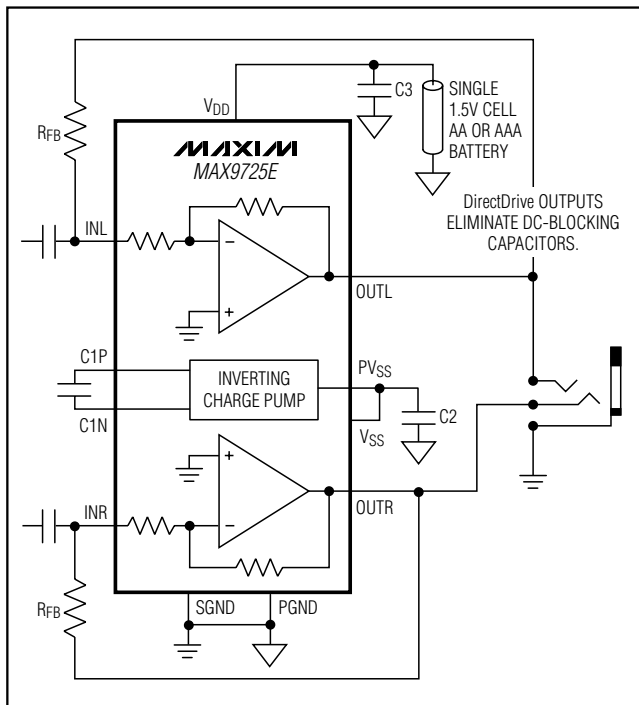 C3
SINGLE
1.5V CELL
AA OR AAA
BATTERY
VDD
RFB
MAXIM
MAX9725E
DirectDrive OUTPUTS
ELIMINATE DC-BLOCKING
CAPACITORS.
INL
−
+
OUTL
C1P
INVERTING
CHARGE PUMP
PVSS
C1N
VSS
C2
+
OUTR
INR
−
RFB
SGND
PGND